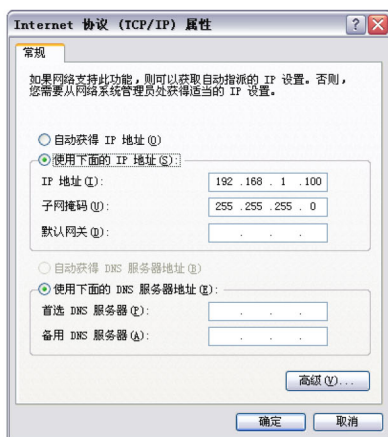 Internet 协议 (TCP/IP) 属性
常规
如果网络支持此功能，则可以获取自动指派的 IP 设置。否则，
您需要从网络系统管理员处获得适当的 IP 设置。
自动获得 IP 地址(O)
使用下面的 IP 地址(S):
IP 地址(I): 192 .168 . 1 .100
子网掩码(U): 255 .255 .255 . 0
默认网关(D): . . .
自动获得 DNS 服务器地址(B)
使用下面的 DNS 服务器地址(E):
首选 DNS 服务器(P): . . .
备用 DNS 服务器(A): . . .
高级(V)...
确定 取消